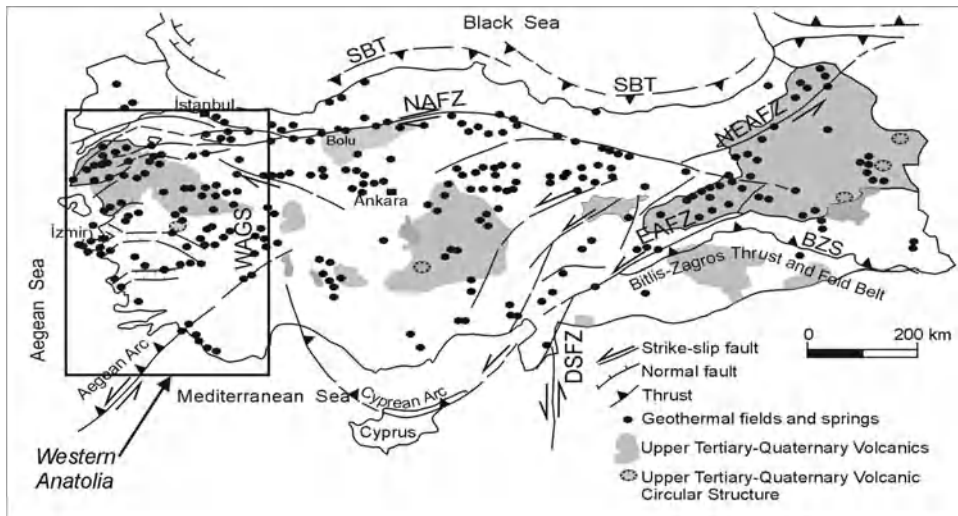 Black Sea
SBT
SBT
NAFZ
NEAFZ
İstanbul
Bolu
Ankara
İzmir
WAGS
EAFZ
BZS
Bitlis-Zagros Thrust and Fold Belt
Aegean Sea
Aegean Arc
Mediterranean Sea
Cyprean Arc
Cyprus
DSFZ
200 km
0
Western
Anatolia
Strike-slip fault
Normal fault
Thrust
Geothermal fields and springs
Upper Tertiary-Quaternary Volcanics
Upper Tertiary-Quaternary Volcanic
Circular Structure